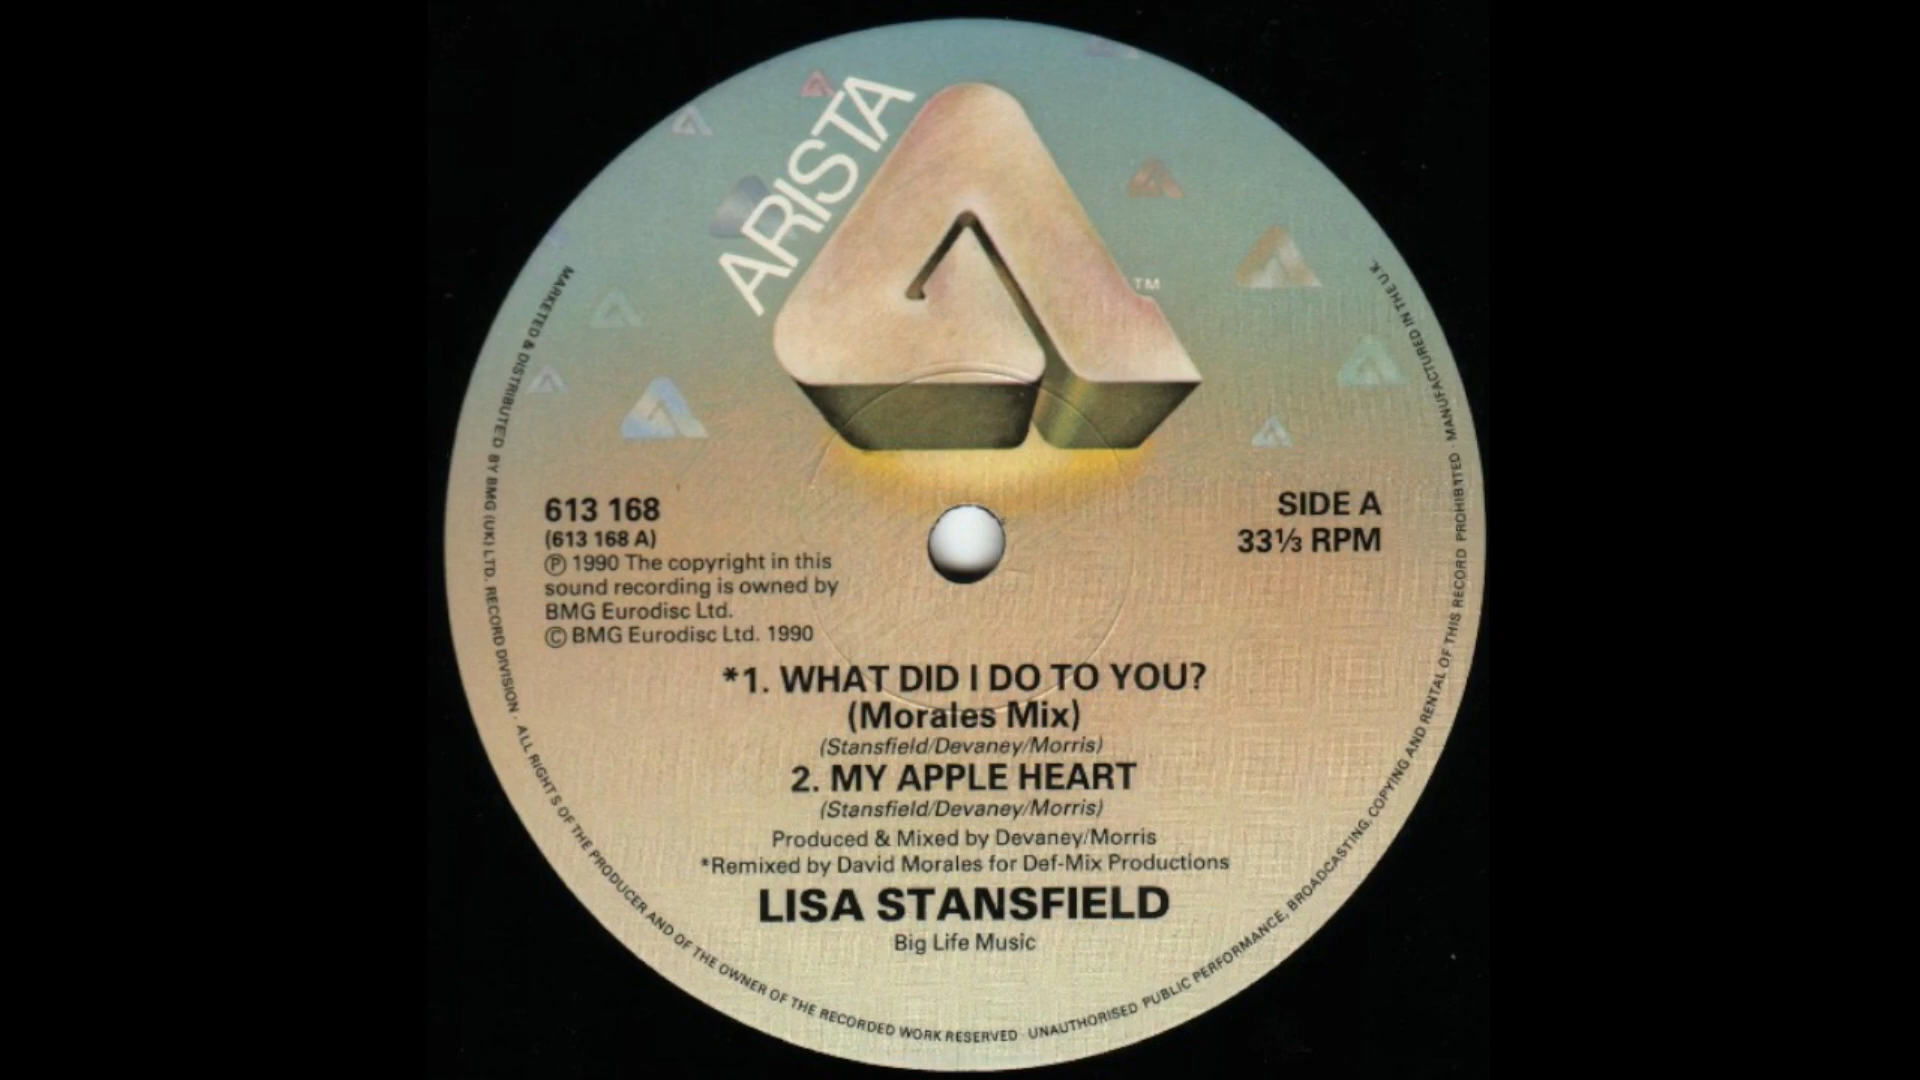 ARISTA
TM
613 168
(613 168 A)
Ⓟ 1990 The copyright in this
sound recording is owned by
BMG Eurodisc Ltd.
© BMG Eurodisc Ltd. 1990
SIDE A
33⅓ RPM
*1. WHAT DID I DO TO YOU?
(Morales Mix)
(Stansfield/Devaney/Morris)
2. MY APPLE HEART
(Stansfield/Devaney/Morris)
Produced & Mixed by Devaney/Morris
*Remixed by David Morales for Def-Mix Productions
LISA STANSFIELD
Big Life Music
MARKETED & DISTRIBUTED BY BMG (UK) LTD. RECORD DIVISION · ALL RIGHTS OF THE PRODUCER AND OF THE OWNER OF THE RECORDED WORK RESERVED · UNAUTHORISED PUBLIC PERFORMANCE, BROADCASTING, COPYING AND RENTAL OF THIS RECORD PROHIBITED · MANUFACTURED IN THE U.K.